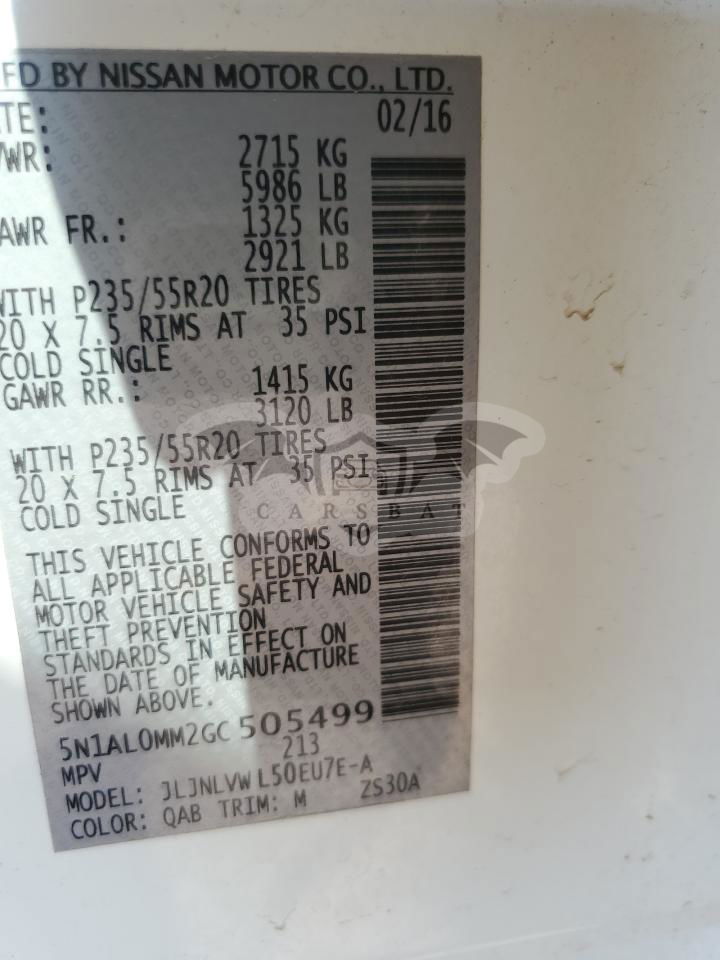 FD BY NISSAN MOTOR CO., LTD.
TE: 02/16
WR: 2715 KG
5986 LB
AWR FR.: 1325 KG
2921 LB
WITH P235/55R20 TIRES
20 X 7.5 RIMS AT 35 PSI
COLD SINGLE
GAWR RR.: 1415 KG
3120 LB
WITH P235/55R20 TIRES
20 X 7.5 RIMS AT 35 PSI
COLD SINGLE
CARSBAT
THIS VEHICLE CONFORMS TO
ALL APPLICABLE FEDERAL
MOTOR VEHICLE SAFETY AND
THEFT PREVENTION
STANDARDS IN EFFECT ON
THE DATE OF MANUFACTURE
SHOWN ABOVE.
5N1AL0MM2GC505499
MPV 213
MODEL: JLJNLVW L50EU7E-A
COLOR: QAB TRIM: M ZS30A